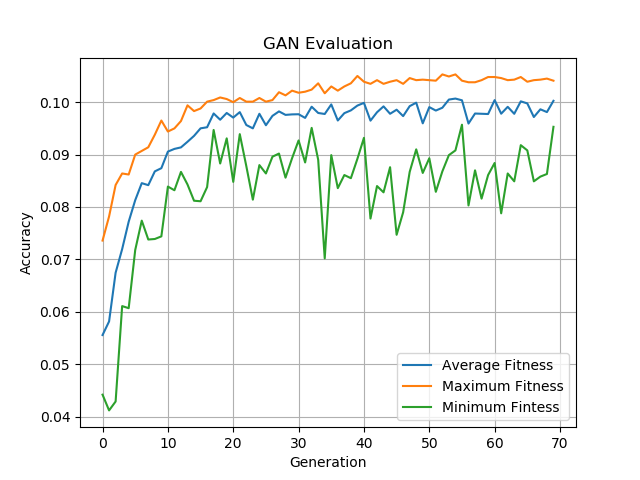 GAN Evaluation
Accuracy
0.10
0.09
0.08
0.07
0.06
0.05
0.04
Average Fitness
Maximum Fitness
Minimum Fintess
0 10 20 30 40 50 60 70
Generation